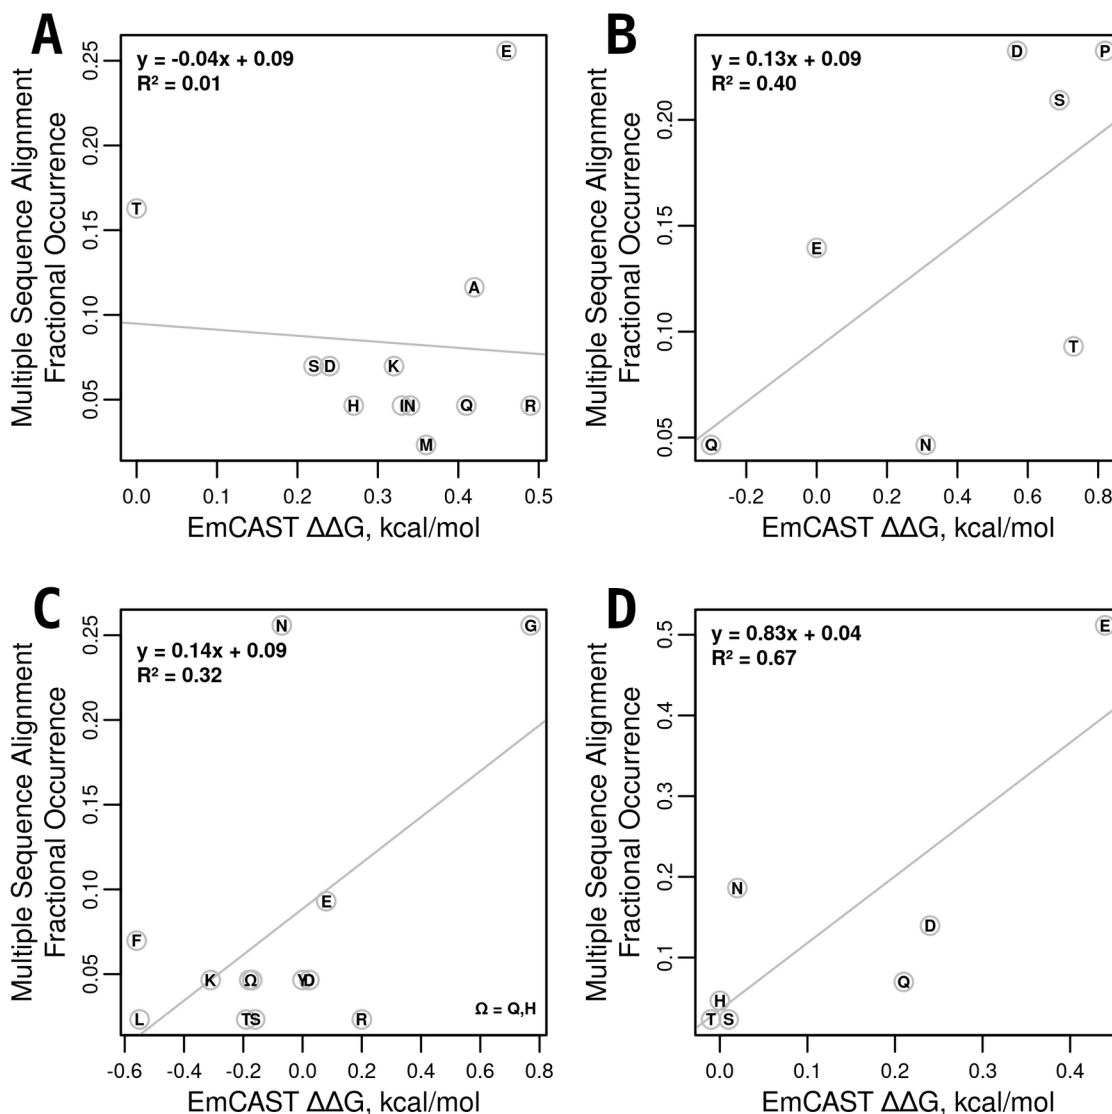 A
y = -0.04x + 0.09
R² = 0.01
Multiple Sequence Alignment
Fractional Occurrence
0.25
0.20
0.15
0.10
0.05
E
T
A
S D K
H I N Q R
M
0.0 0.1 0.2 0.3 0.4 0.5
EmCAST ΔΔG, kcal/mol
B
y = 0.13x + 0.09
R² = 0.40
Multiple Sequence Alignment
Fractional Occurrence
0.20
0.15
0.10
0.05
D P
S
E
T
Q N
-0.2 0.0 0.2 0.4 0.6 0.8
EmCAST ΔΔG, kcal/mol
C
y = 0.14x + 0.09
R² = 0.32
Multiple Sequence Alignment
Fractional Occurrence
0.25
0.20
0.15
0.10
0.05
N G
E
F
K Ω Y D
L T S R
Ω = Q,H
-0.6 -0.4 -0.2 0.0 0.2 0.4 0.6 0.8
EmCAST ΔΔG, kcal/mol
D
y = 0.83x + 0.04
R² = 0.67
Multiple Sequence Alignment
Fractional Occurrence
0.5
0.4
0.3
0.2
0.1
E
N
D
Q
H
T S
0.0 0.1 0.2 0.3 0.4
EmCAST ΔΔG, kcal/mol